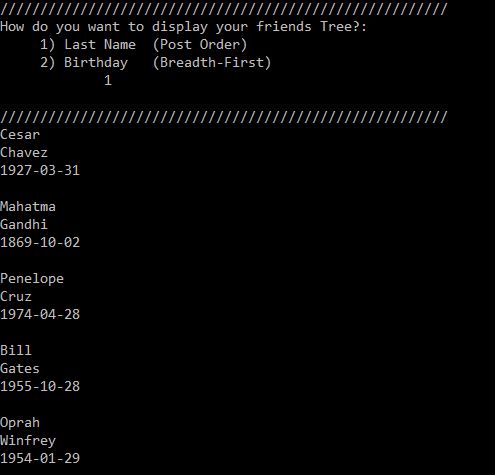 ////////////////////////////////////////////////////////
How do you want to display your friends Tree?:
     1) Last Name  (Post Order)
     2) Birthday   (Breadth-First)
             1

////////////////////////////////////////////////////////
Cesar
Chavez
1927-03-31

Mahatma
Gandhi
1869-10-02

Penelope
Cruz
1974-04-28

Bill
Gates
1955-10-28

Oprah
Winfrey
1954-01-29